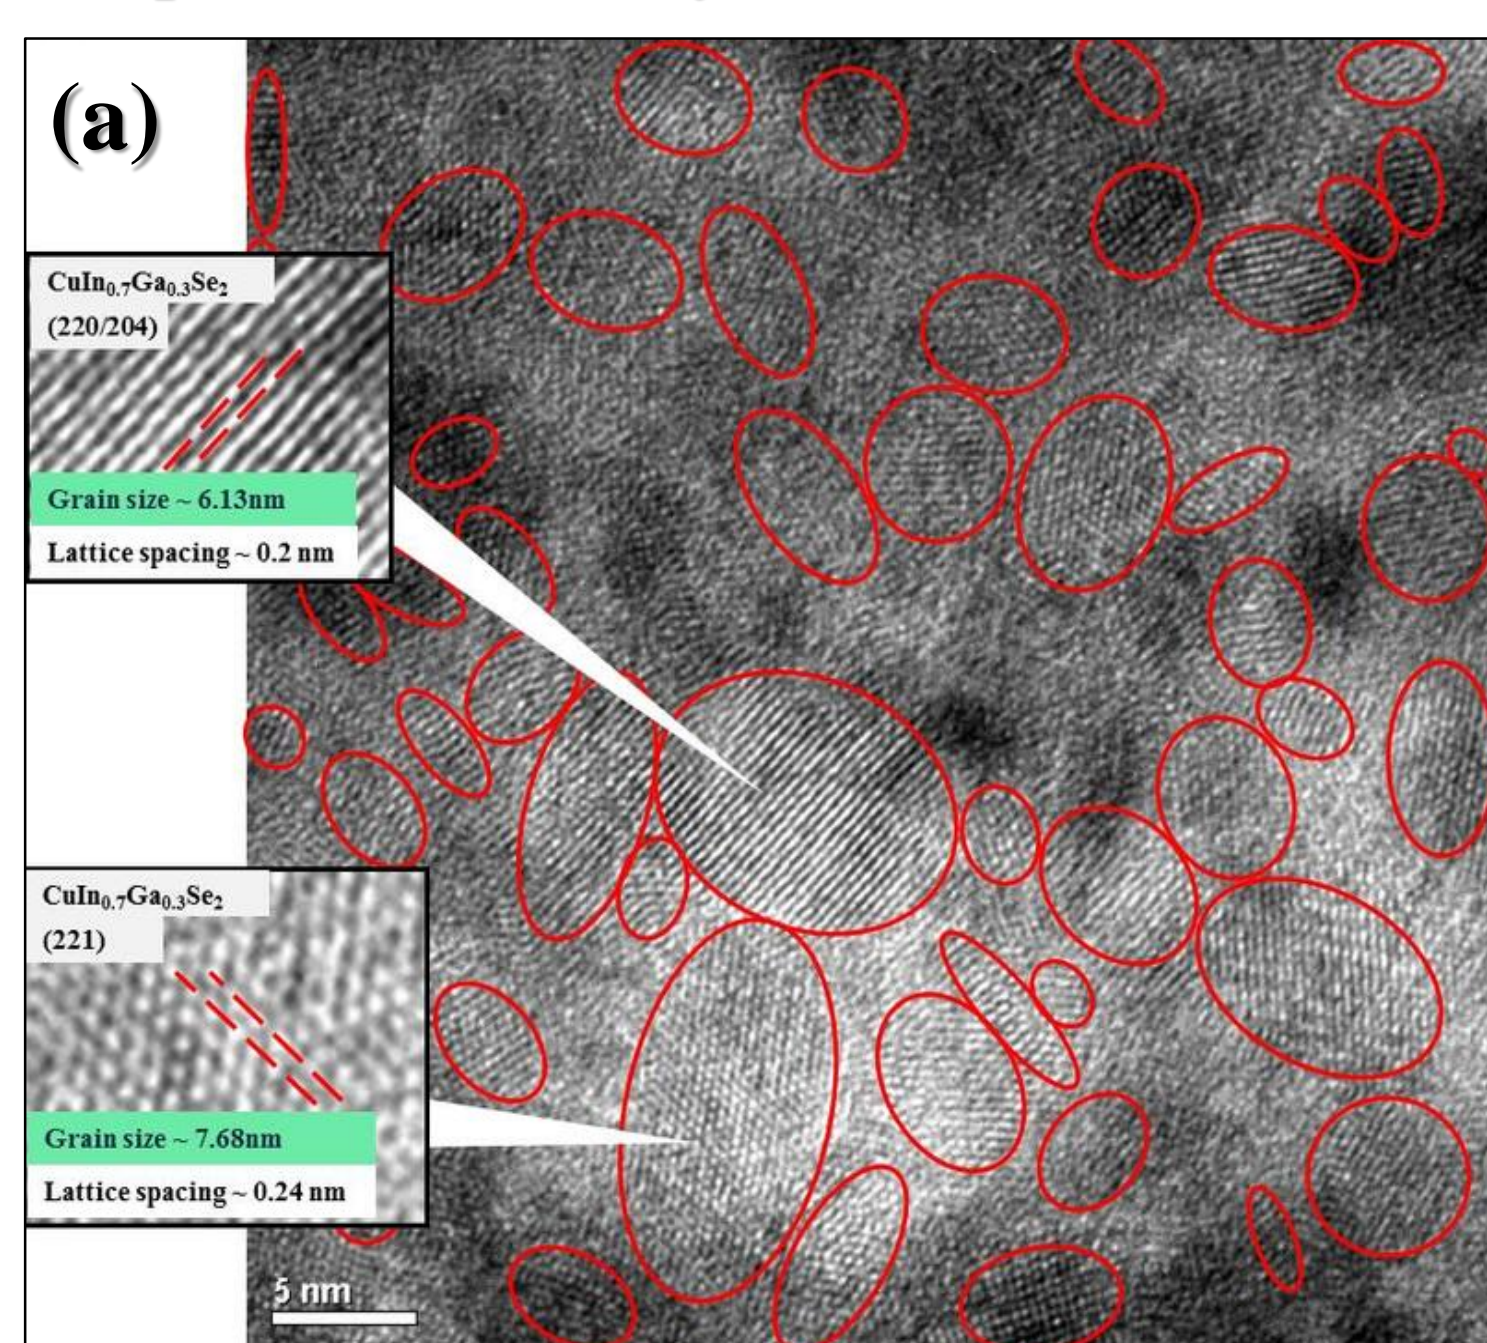 (a)
CuIn₀.₇Ga₀.₃Se₂
(220/204)
Grain size ~ 6.13nm
Lattice spacing ~ 0.2 nm
CuIn₀.₇Ga₀.₃Se₂
(221)
Grain size ~ 7.68nm
Lattice spacing ~ 0.24 nm
5 nm